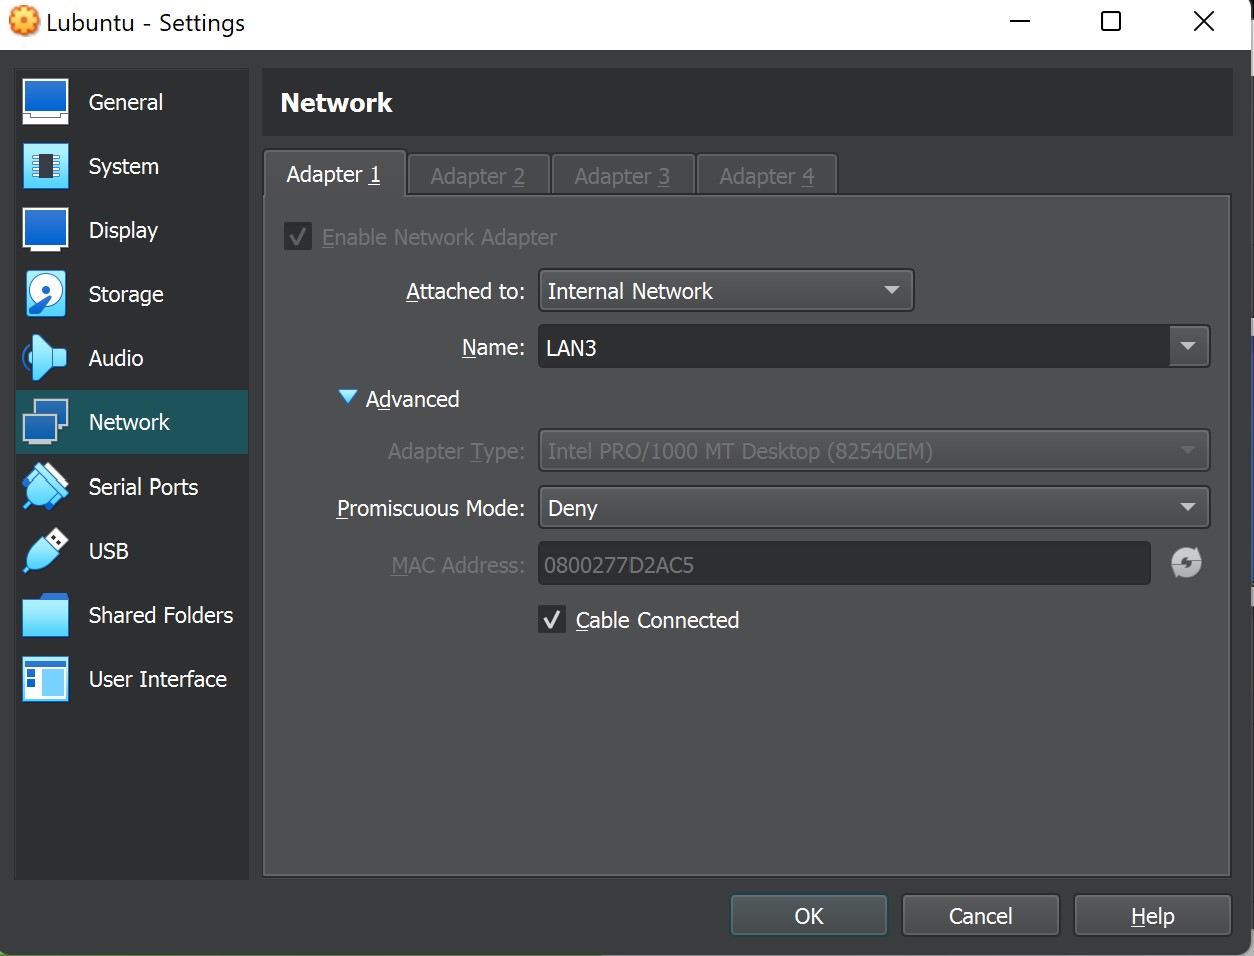 Lubuntu - Settings
General
System
Display
Storage
Audio
Network
Serial Ports
USB
Shared Folders
User Interface
Network
Adapter 1
Adapter 2
Adapter 3
Adapter 4
Enable Network Adapter
Attached to: Internal Network
Name: LAN3
Advanced
Adapter Type: Intel PRO/1000 MT Desktop (82540EM)
Promiscuous Mode: Deny
MAC Address: 0800277D2AC5
Cable Connected
OK
Cancel
Help